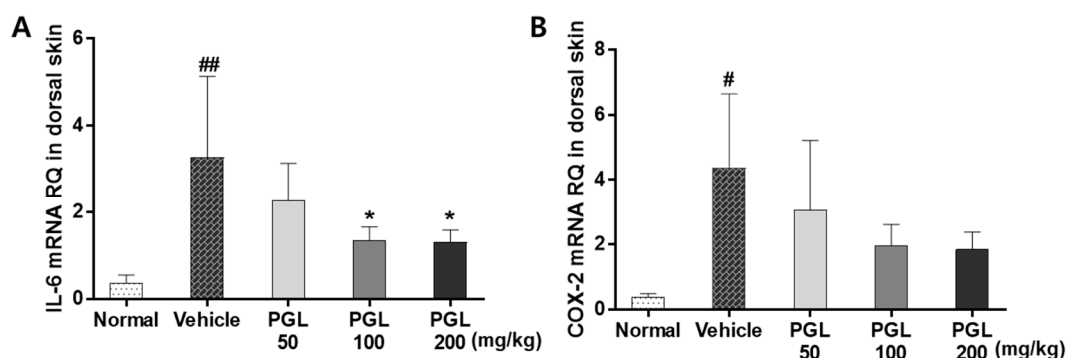 A
IL-6 mRNA RQ in dorsal skin
6
4
2
0
##
*
*
Normal Vehicle PGL PGL PGL
50 100 200 (mg/kg)
B
COX-2 mRNA RQ in dorsal skin
8
6
4
2
0
#
Normal Vehicle PGL PGL PGL
50 100 200 (mg/kg)